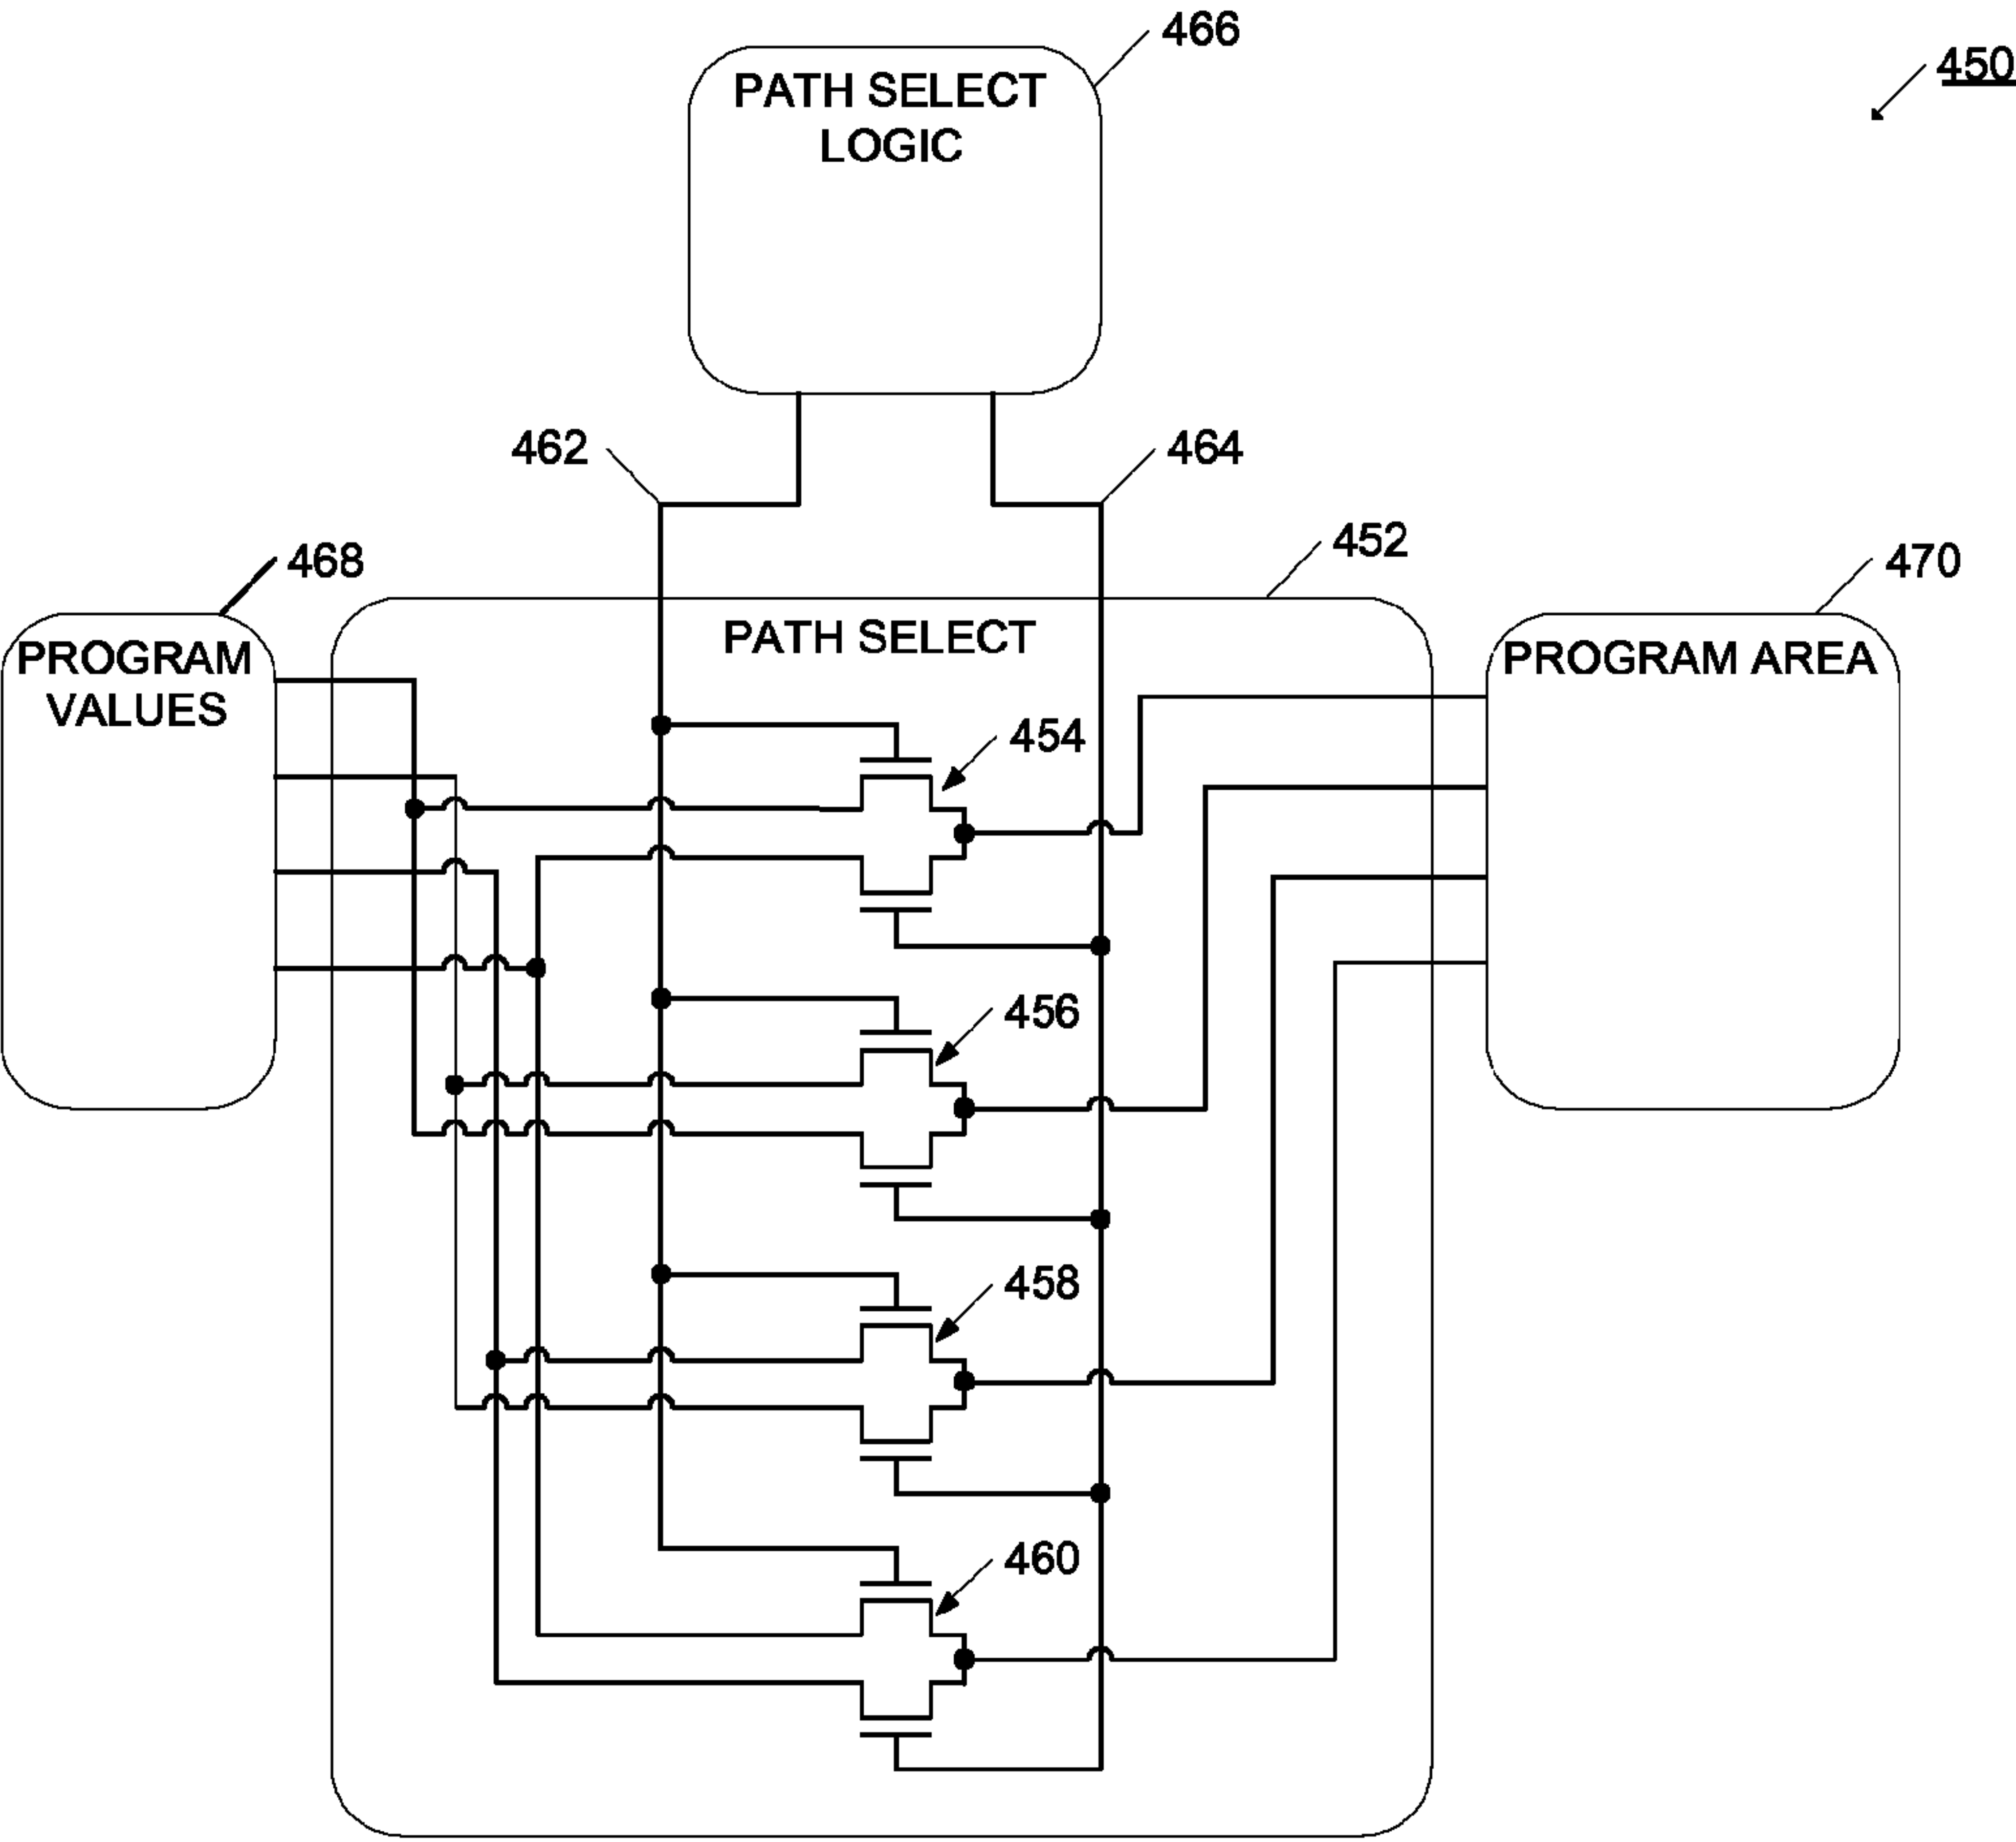 466
450
PATH SELECT
LOGIC
462
464
452
468
470
PROGRAM
VALUES
PATH SELECT
PROGRAM AREA
454
456
458
460